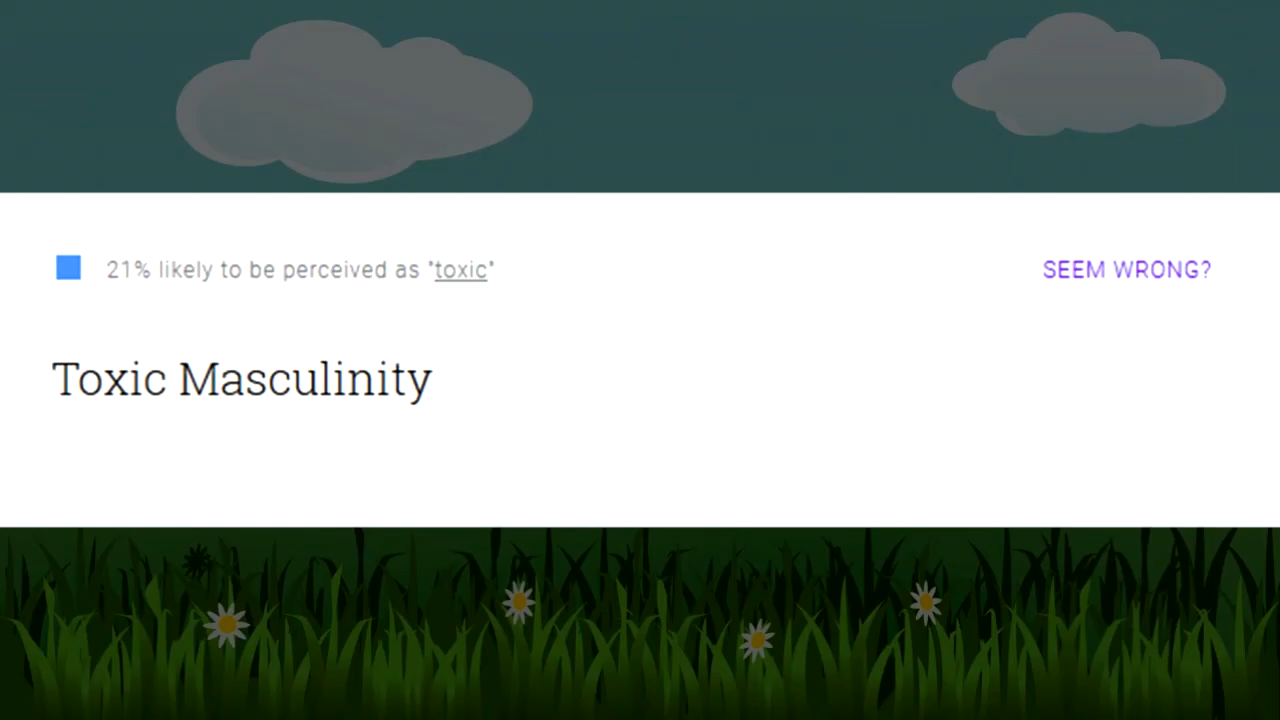 21% likely to be perceived as "toxic"
SEEM WRONG?
Toxic Masculinity